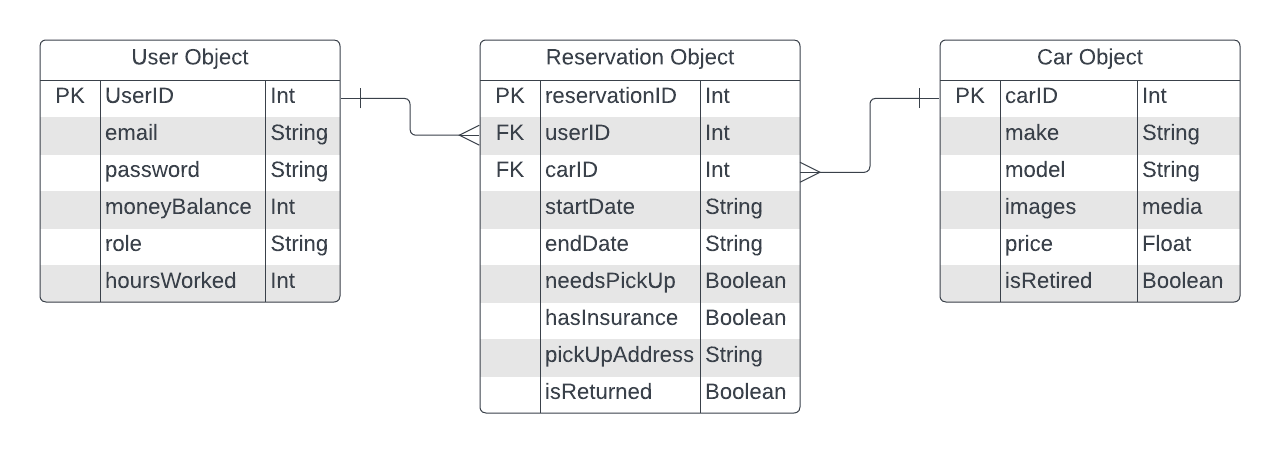 User Object
PK UserID Int
email String
password String
moneyBalance Int
role String
hoursWorked Int
Reservation Object
PK reservationID Int
FK userID Int
FK carID Int
startDate String
endDate String
needsPickUp Boolean
hasInsurance Boolean
pickUpAddress String
isReturned Boolean
Car Object
PK carID Int
make String
model String
images media
price Float
isRetired Boolean